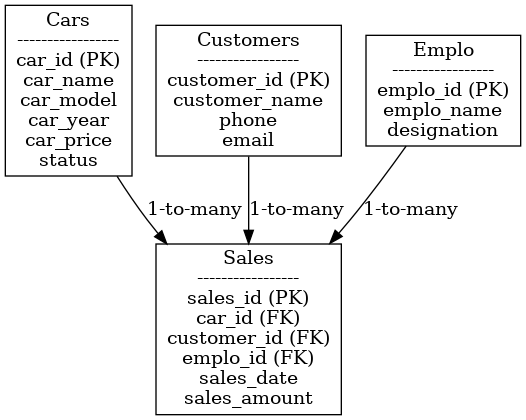 Cars
-----------------
car_id (PK)
car_name
car_model
car_year
car_price
status
Customers
-----------------
customer_id (PK)
customer_name
phone
email
Emplo
-----------------
emplo_id (PK)
emplo_name
designation
1-to-many
1-to-many
1-to-many
Sales
-----------------
sales_id (PK)
car_id (FK)
customer_id (FK)
emplo_id (FK)
sales_date
sales_amount